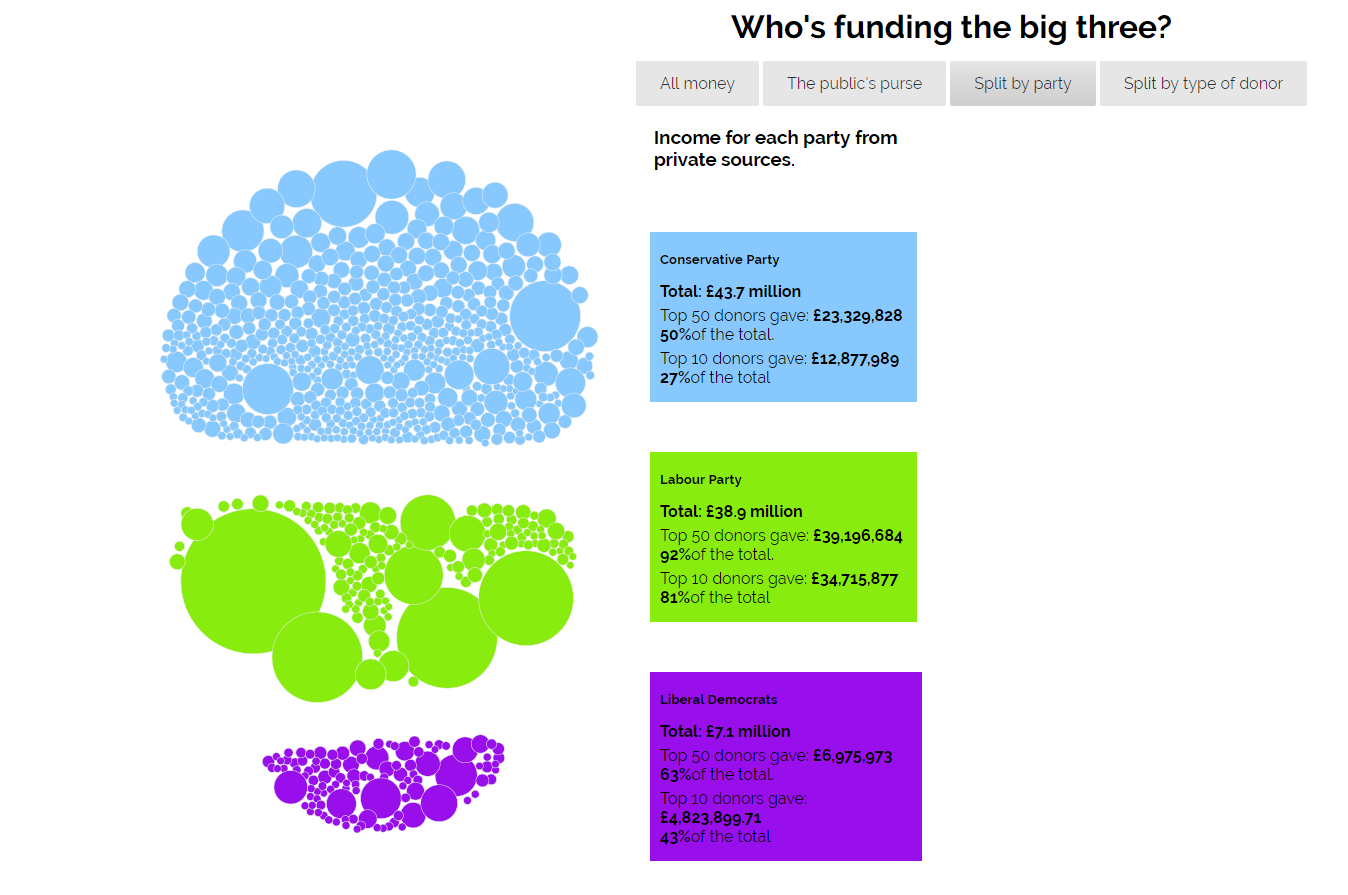 Who's funding the big three?
All money
The public's purse
Split by party
Split by type of donor
Income for each party from
private sources.
Conservative Party
Total: £43.7 million
Top 50 donors gave: £23,329,828
50%of the total.
Top 10 donors gave: £12,877,989
27%of the total
Labour Party
Total: £38.9 million
Top 50 donors gave: £39,196,684
92%of the total.
Top 10 donors gave: £34,715,877
81%of the total
Liberal Democrats
Total: £7.1 million
Top 50 donors gave: £6,975,973
63%of the total.
Top 10 donors gave:
£4,823,899.71
43%of the total